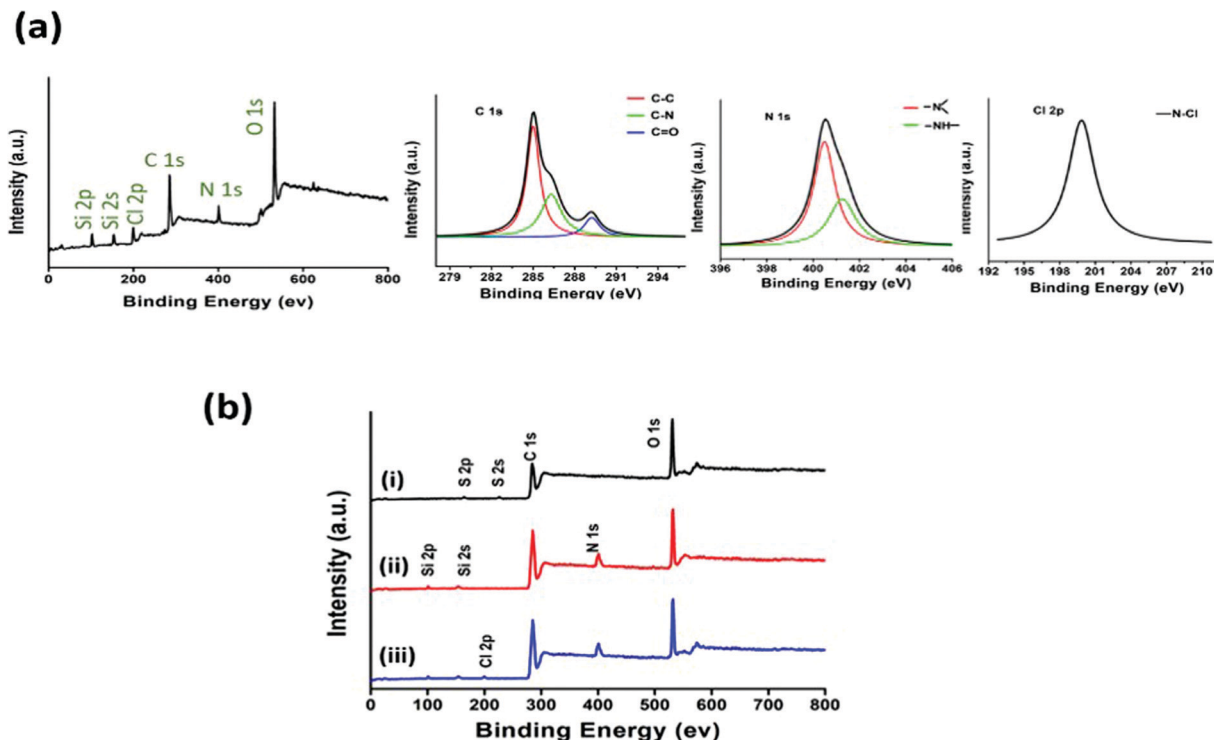 (a)
Intensity (a.u.)
Si 2p
Si 2s
Cl 2p
C 1s
N 1s
O 1s
0 200 400 600 800
Binding Energy (ev)
Intensity (a.u.)
C 1s
C-C
C-N
C=O
279 282 285 288 291 294
Binding Energy (eV)
Intensity (a.u.)
N 1s
–N<
–NH–
396 398 400 402 404 406
Binding Energy (eV)
Intensity (a.u.)
Cl 2p
N-Cl
192 195 198 201 204 207 210
Binding Energy (eV)
(b)
Intensity (a.u.)
(i)
S 2p
S 2s
C 1s
O 1s
(ii)
Si 2p
Si 2s
N 1s
(iii)
Cl 2p
0 100 200 300 400 500 600 700 800
Binding Energy (ev)